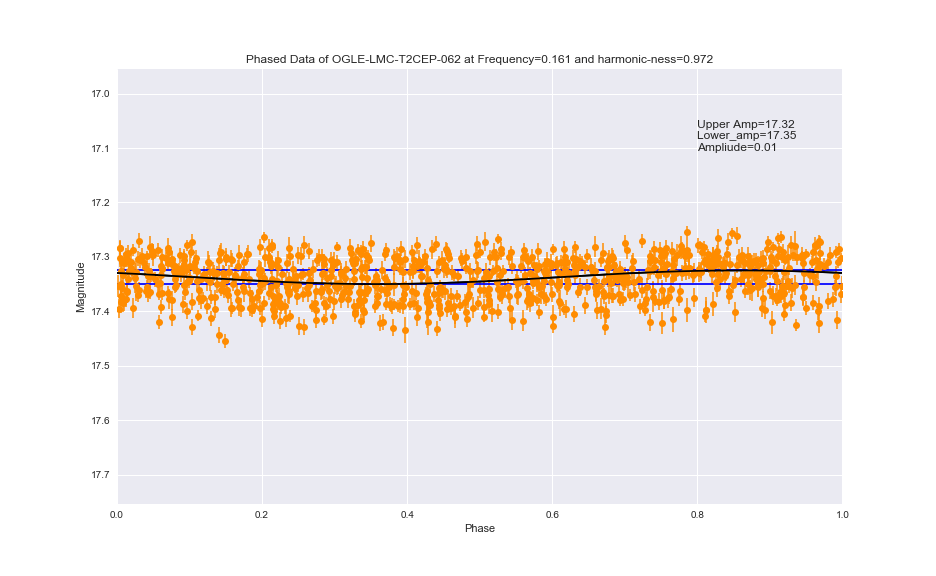 Phased Data of OGLE-LMC-T2CEP-062 at Frequency=0.161 and harmonic-ness=0.972
Upper Amp=17.32
Lower_amp=17.35
Ampliude=0.01
Magnitude
17.0
17.1
17.2
17.3
17.4
17.5
17.6
17.7
0.0 0.2 0.4 0.6 0.8 1.0
Phase